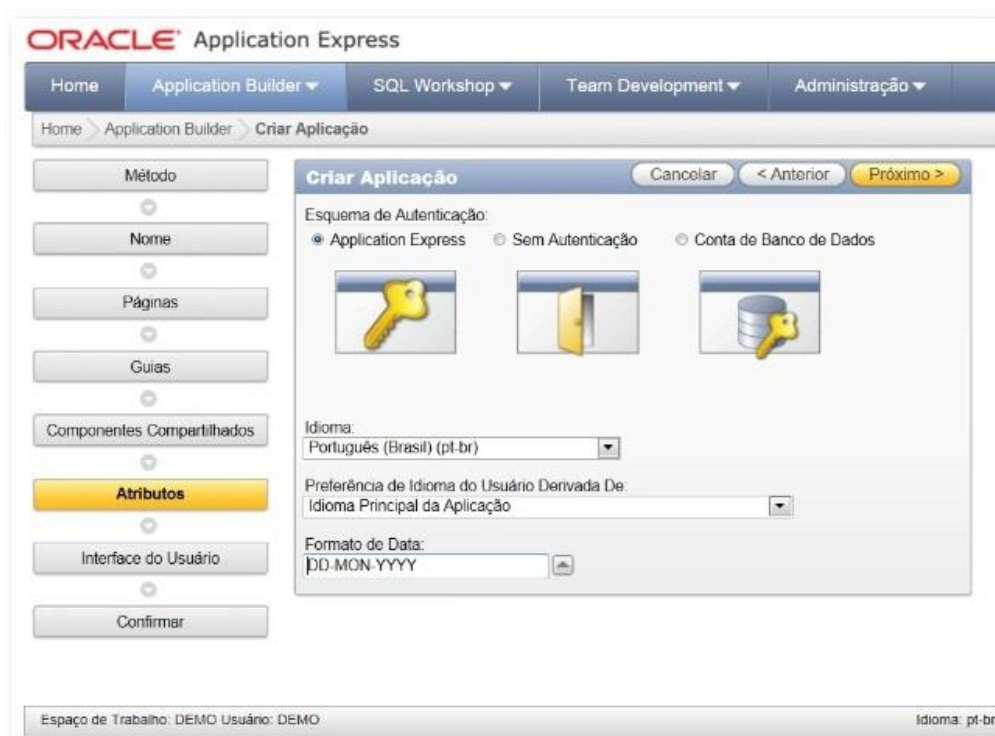 ORACLE Application Express
Home Application Builder SQL Workshop Team Development Administração
Home Application Builder Criar Aplicação
Método
Nome
Páginas
Guias
Componentes Compartilhados
Atributos
Interface do Usuário
Confirmar
Criar Aplicação
Cancelar < Anterior Próximo >
Esquema de Autenticação:
Application Express Sem Autenticação Conta de Banco de Dados
Idioma:
Português (Brasil) (pt-br)
Preferência de Idioma do Usuário Derivada De:
Idioma Principal da Aplicação
Formato de Data:
DD-MON-YYYY
Espaço de Trabalho: DEMO Usuário: DEMO
Idioma: pt-br